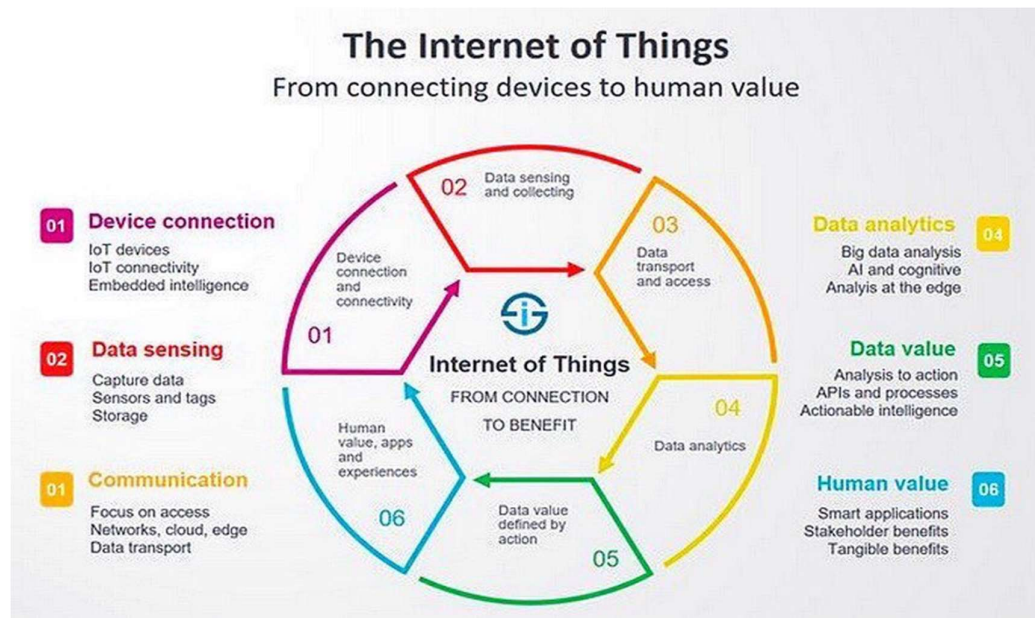 The Internet of Things
From connecting devices to human value
01 Device connection
IoT devices
IoT connectivity
Embedded intelligence
02 Data sensing
Capture data
Sensors and tags
Storage
01 Communication
Focus on access
Networks, cloud, edge
Data transport
01
Device
connection
and
connectivity
02
Data sensing
and collecting
03
Data
transport
and access
04
Data analytics
05
Data value
defined by
action
06
Human
value, apps
and
experiences
Internet of Things
FROM CONNECTION
TO BENEFIT
Data analytics 04
Big data analysis
AI and cognitive
Analyis at the edge
Data value 05
Analysis to action
APIs and processes
Actionable intelligence
Human value 06
Smart applications
Stakeholder benefits
Tangible benefits